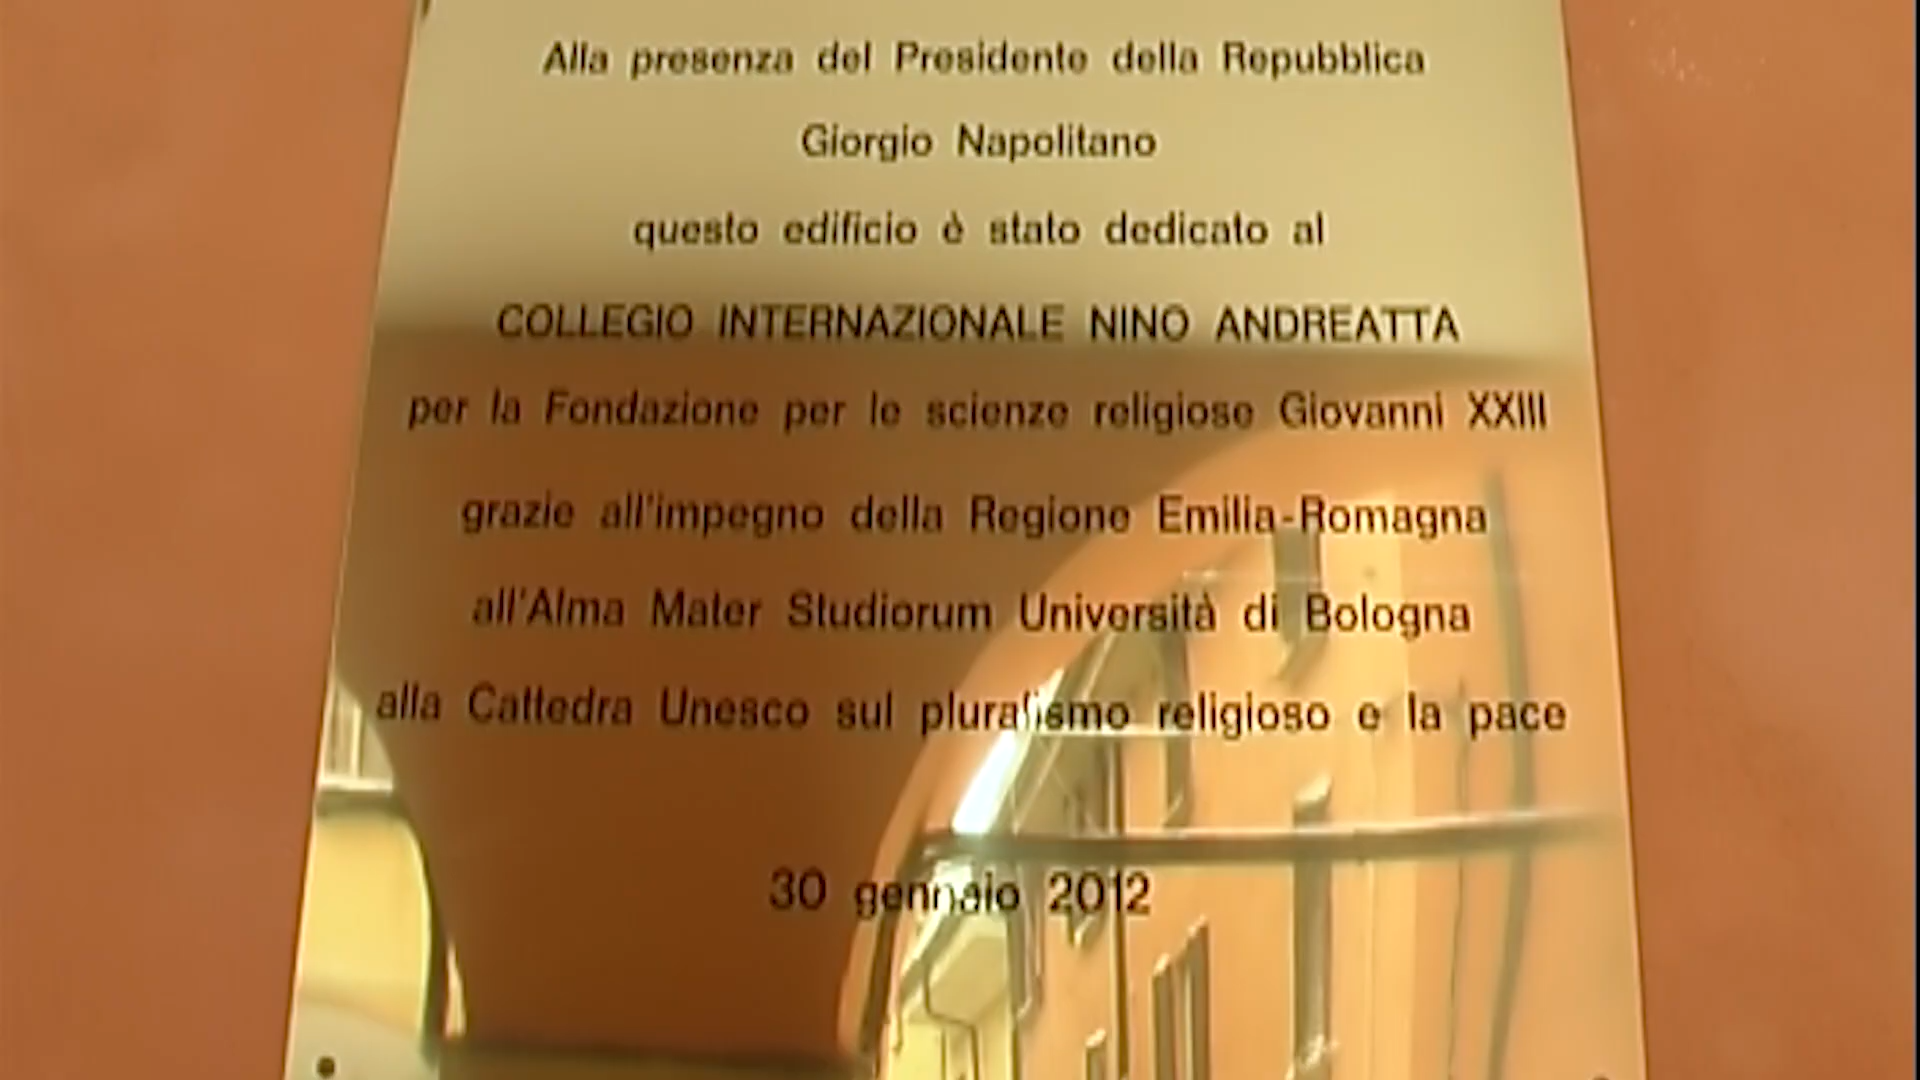 Alla presenza del Presidente della Repubblica
Giorgio Napolitano
questo edificio è stato dedicato al
COLLEGIO INTERNAZIONALE NINO ANDREATTA
per la Fondazione per le scienze religiose Giovanni XXIII
grazie all'impegno della Regione Emilia-Romagna
all'Alma Mater Studiorum Università di Bologna
alla Cattedra Unesco sul pluralismo religioso e la pace
30 gennaio 2012